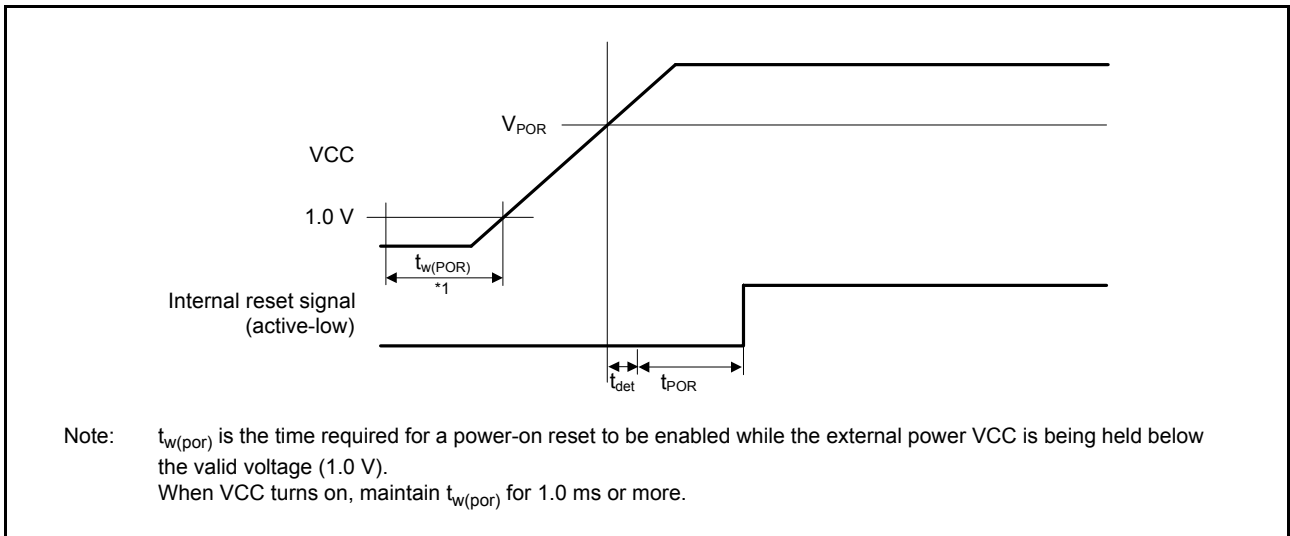 V_POR
VCC
1.0 V
t_w(POR)
*1
Internal reset signal
(active-low)
t_det
t_POR
Note: t_w(por) is the time required for a power-on reset to be enabled while the external power VCC is being held below
the valid voltage (1.0 V).
When VCC turns on, maintain t_w(por) for 1.0 ms or more.